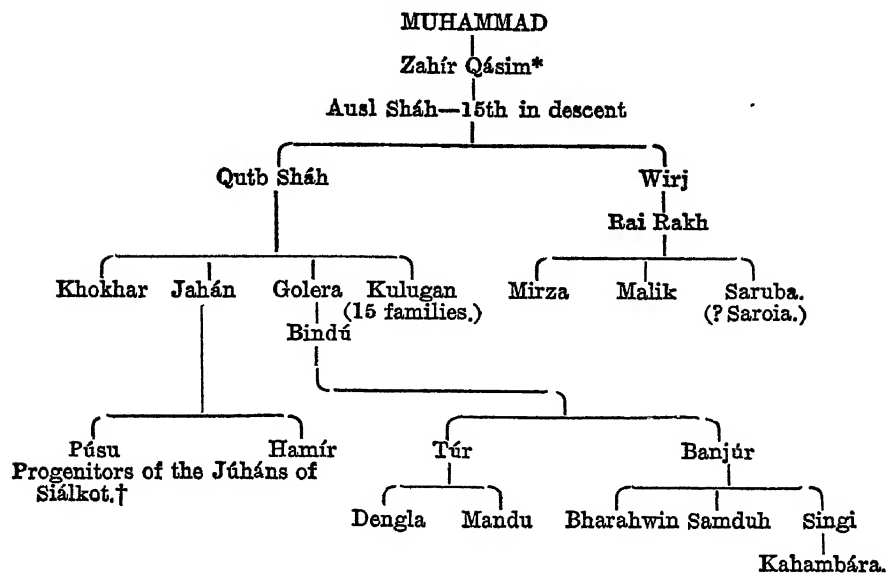 MUHAMMAD
Zahír Qásim*
Ausl Sháh—15th in descent
Qutb Sháh Wirj
Rai Rakh
Khokhar Jahán Golera Kulugan Mirza Malik Saruba.
(15 families.) (? Saroia.)
Bindú
Púsu Hamír Túr Banjúr
Progenitors of the Júháns of
Siálkot.†
Dengla Mandu Bharahwin Samduh Singi
Kahambára.